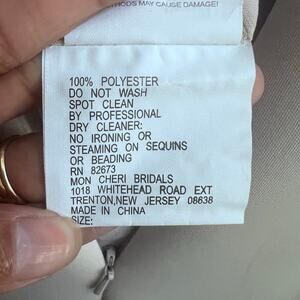 METHODS MAY CAUSE DAMAGE!
100% POLYESTER
DO NOT WASH
SPOT CLEAN
BY PROFESSIONAL
DRY CLEANER:
NO IRONING OR
STEAMING ON SEQUINS
OR BEADING
RN 82673
MON CHERI BRIDALS
1018 WHITEHEAD ROAD EXT
TRENTON,NEW JERSEY 08638
MADE IN CHINA
SIZE: